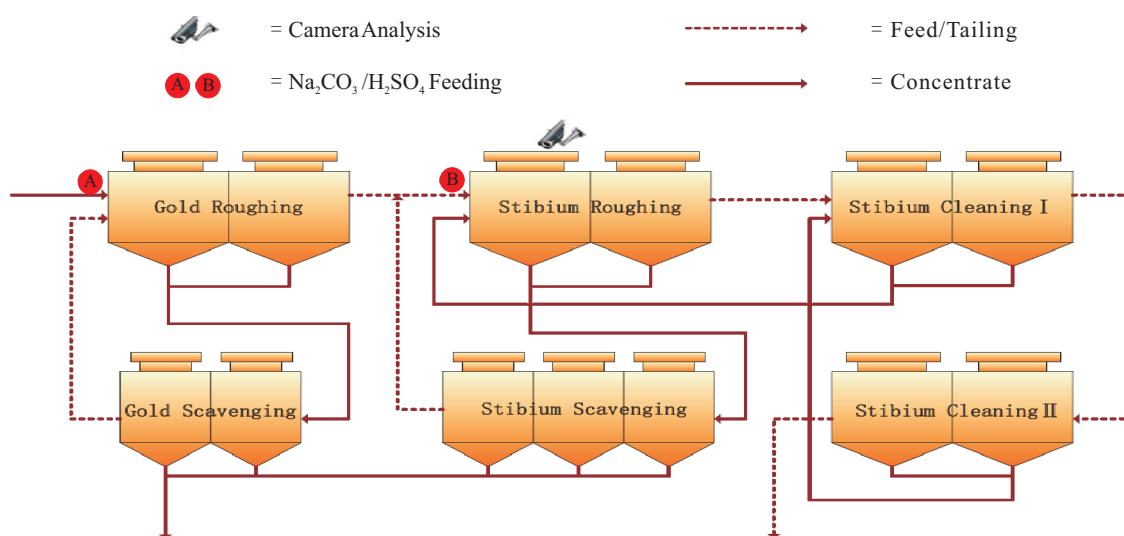 = Camera Analysis
= Feed/Tailing
A B = Na₂CO₃ /H₂SO₄ Feeding
= Concentrate
A
B
Gold Roughing
Stibium Roughing
Stibium Cleaning Ⅰ
Gold Scavenging
Stibium Scavenging
Stibium Cleaning Ⅱ